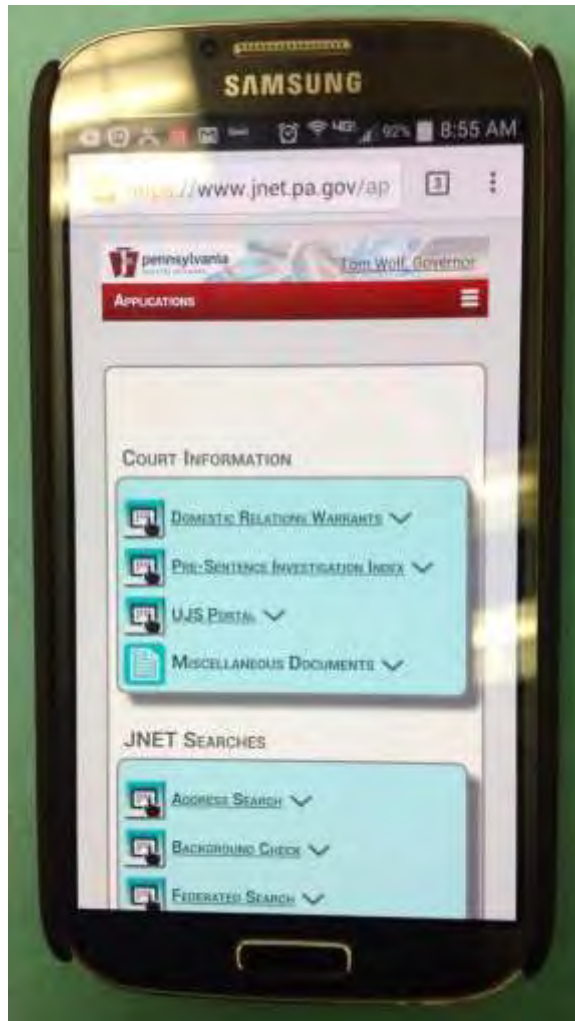 SAMSUNG
92% 8:55 AM
//www.jnet.pa.gov/ap 3
pennsylvania
Tom Wolf, Governor
APPLICATIONS
COURT INFORMATION
DOMESTIC RELATIONS WARRANTS
PRE-SENTENCE INVESTIGATION INDEX
UJS PORTAL
MISCELLANEOUS DOCUMENTS
JNET SEARCHES
ADDRESS SEARCH
BACKGROUND CHECK
FEDERATED SEARCH